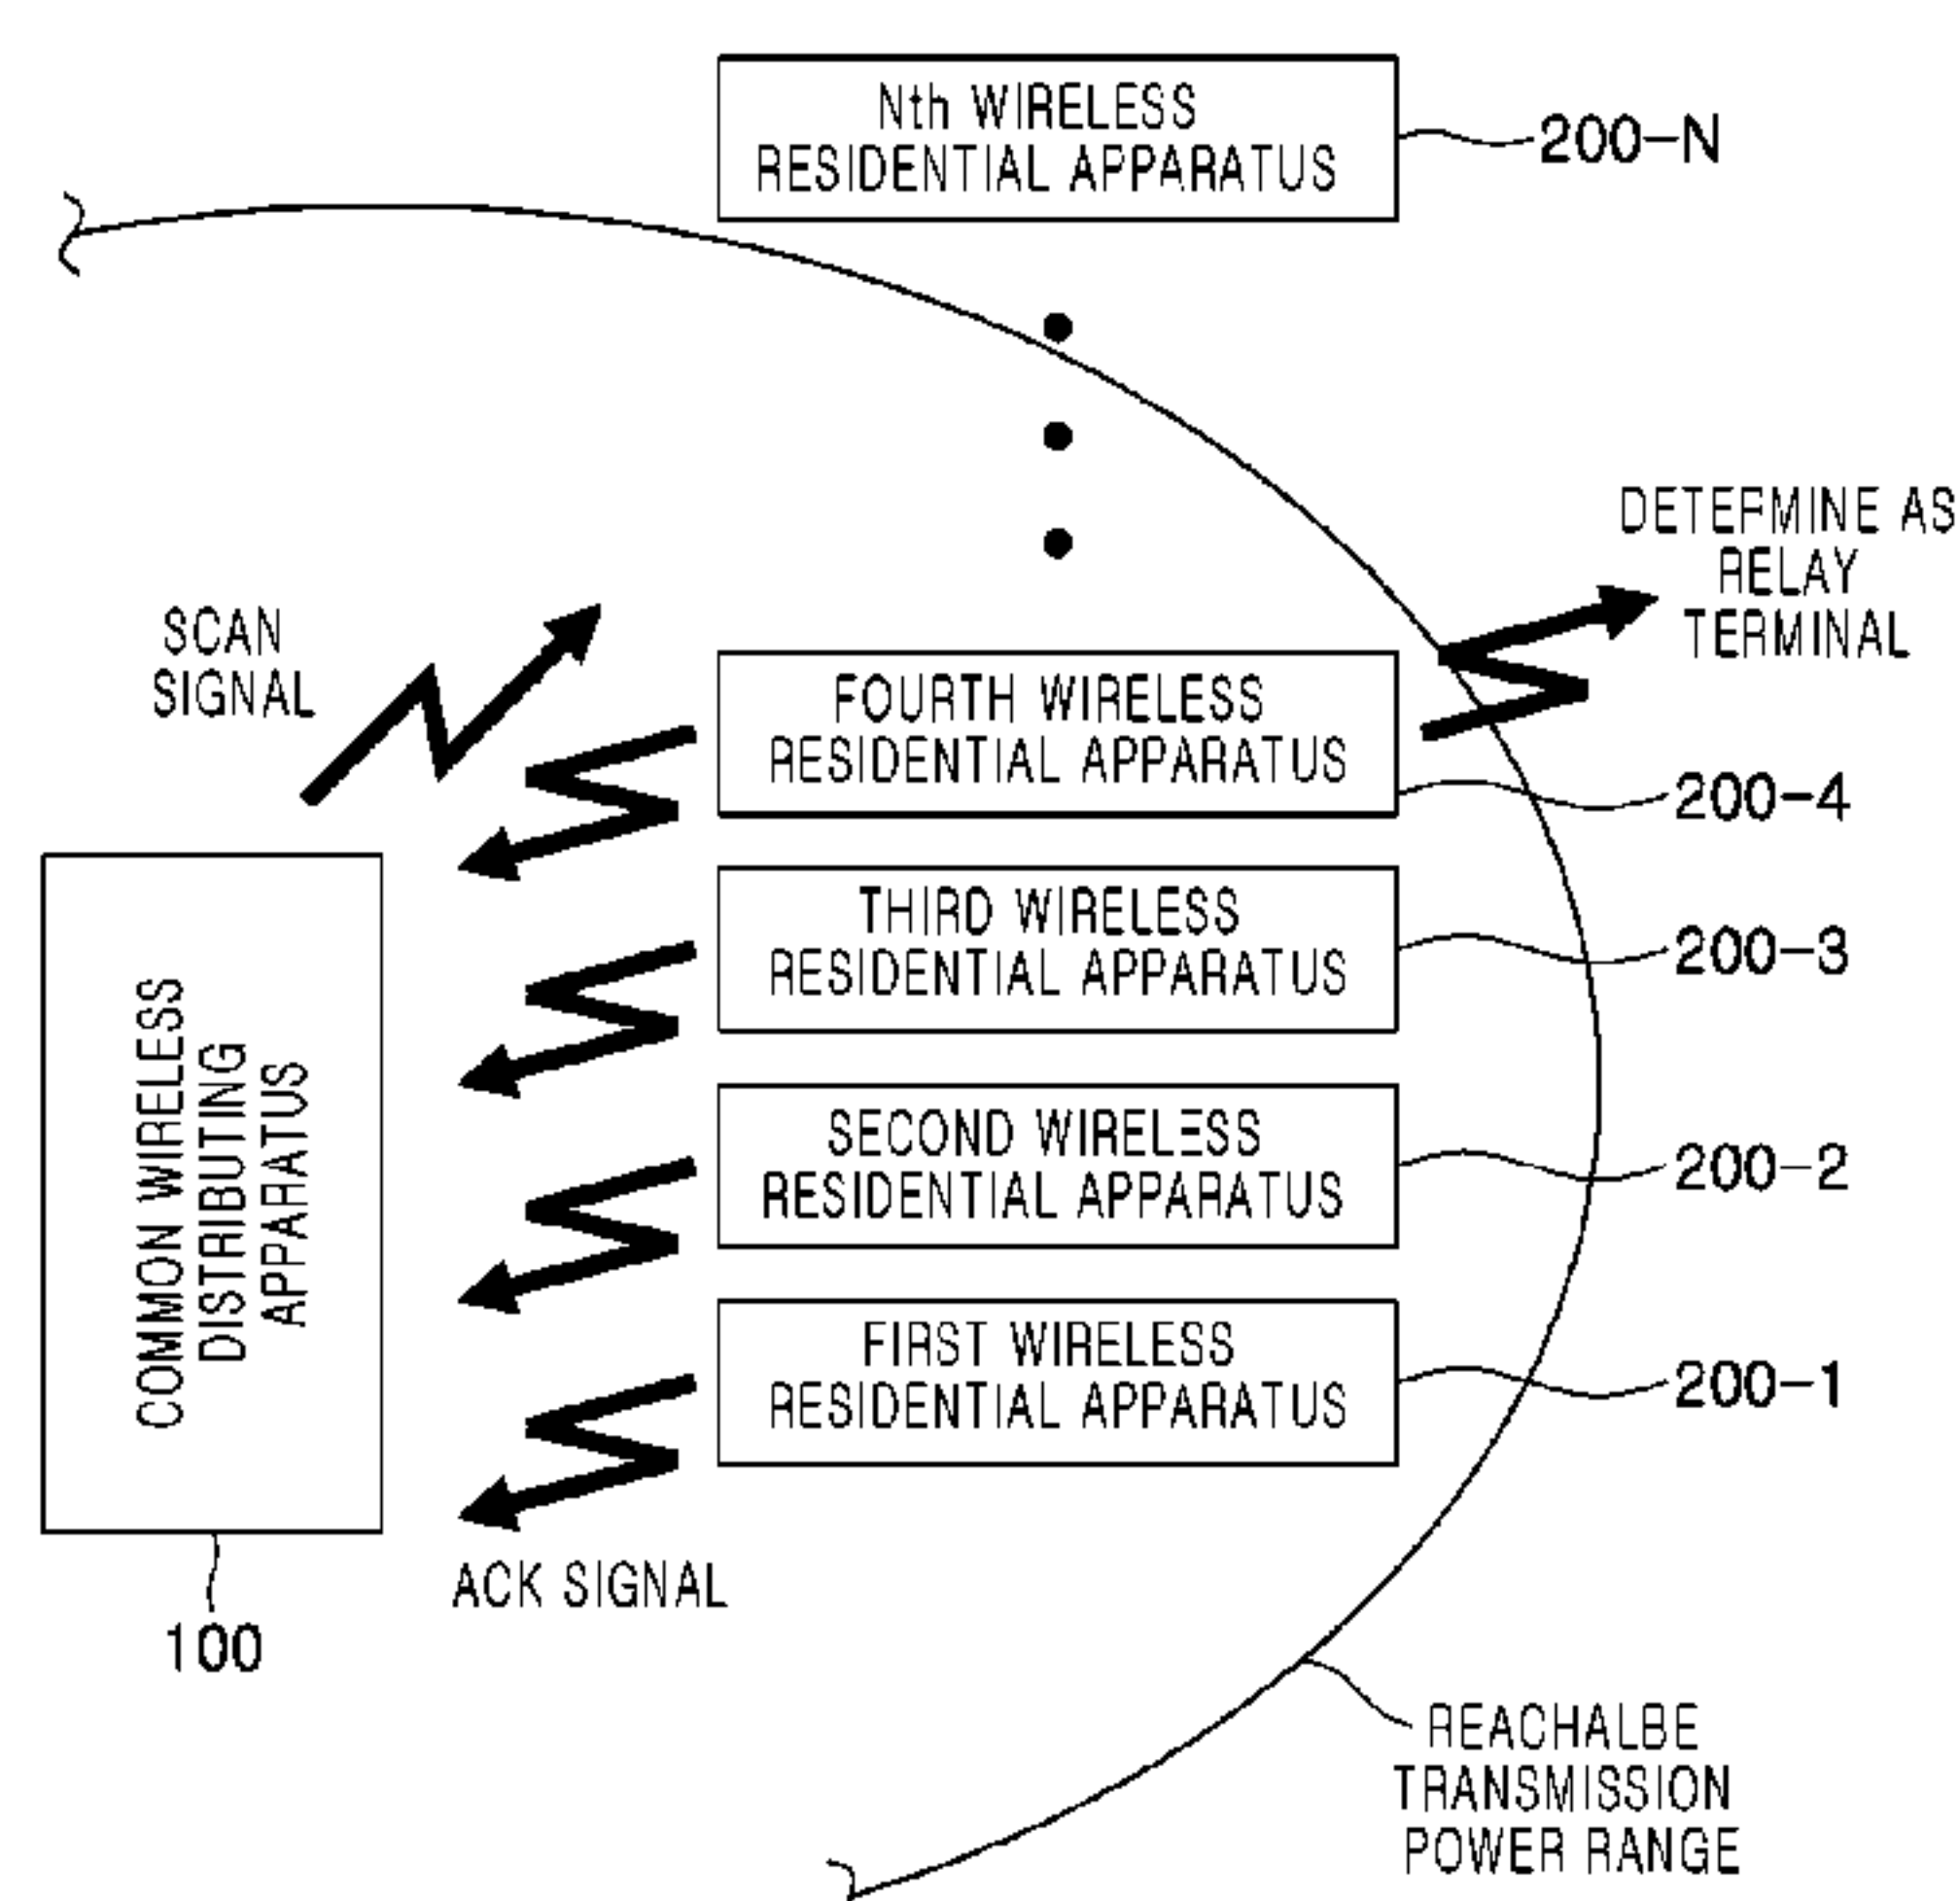 Nth WIRELESS
RESIDENTIAL APPARATUS
200-N
DETERMINE AS
RELAY
TERMINAL
SCAN
SIGNAL
FOURTH WIRELESS
RESIDENTIAL APPARATUS
200-4
THIRD WIRELESS
RESIDENTIAL APPARATUS
200-3
COMMON WIRELESS
DISTRIBUTING
APPARATUS
SECOND WIRELESS
RESIDENTIAL APPARATUS
200-2
FIRST WIRELESS
RESIDENTIAL APPARATUS
200-1
ACK SIGNAL
100
REACHALBE
TRANSMISSION
POWER RANGE